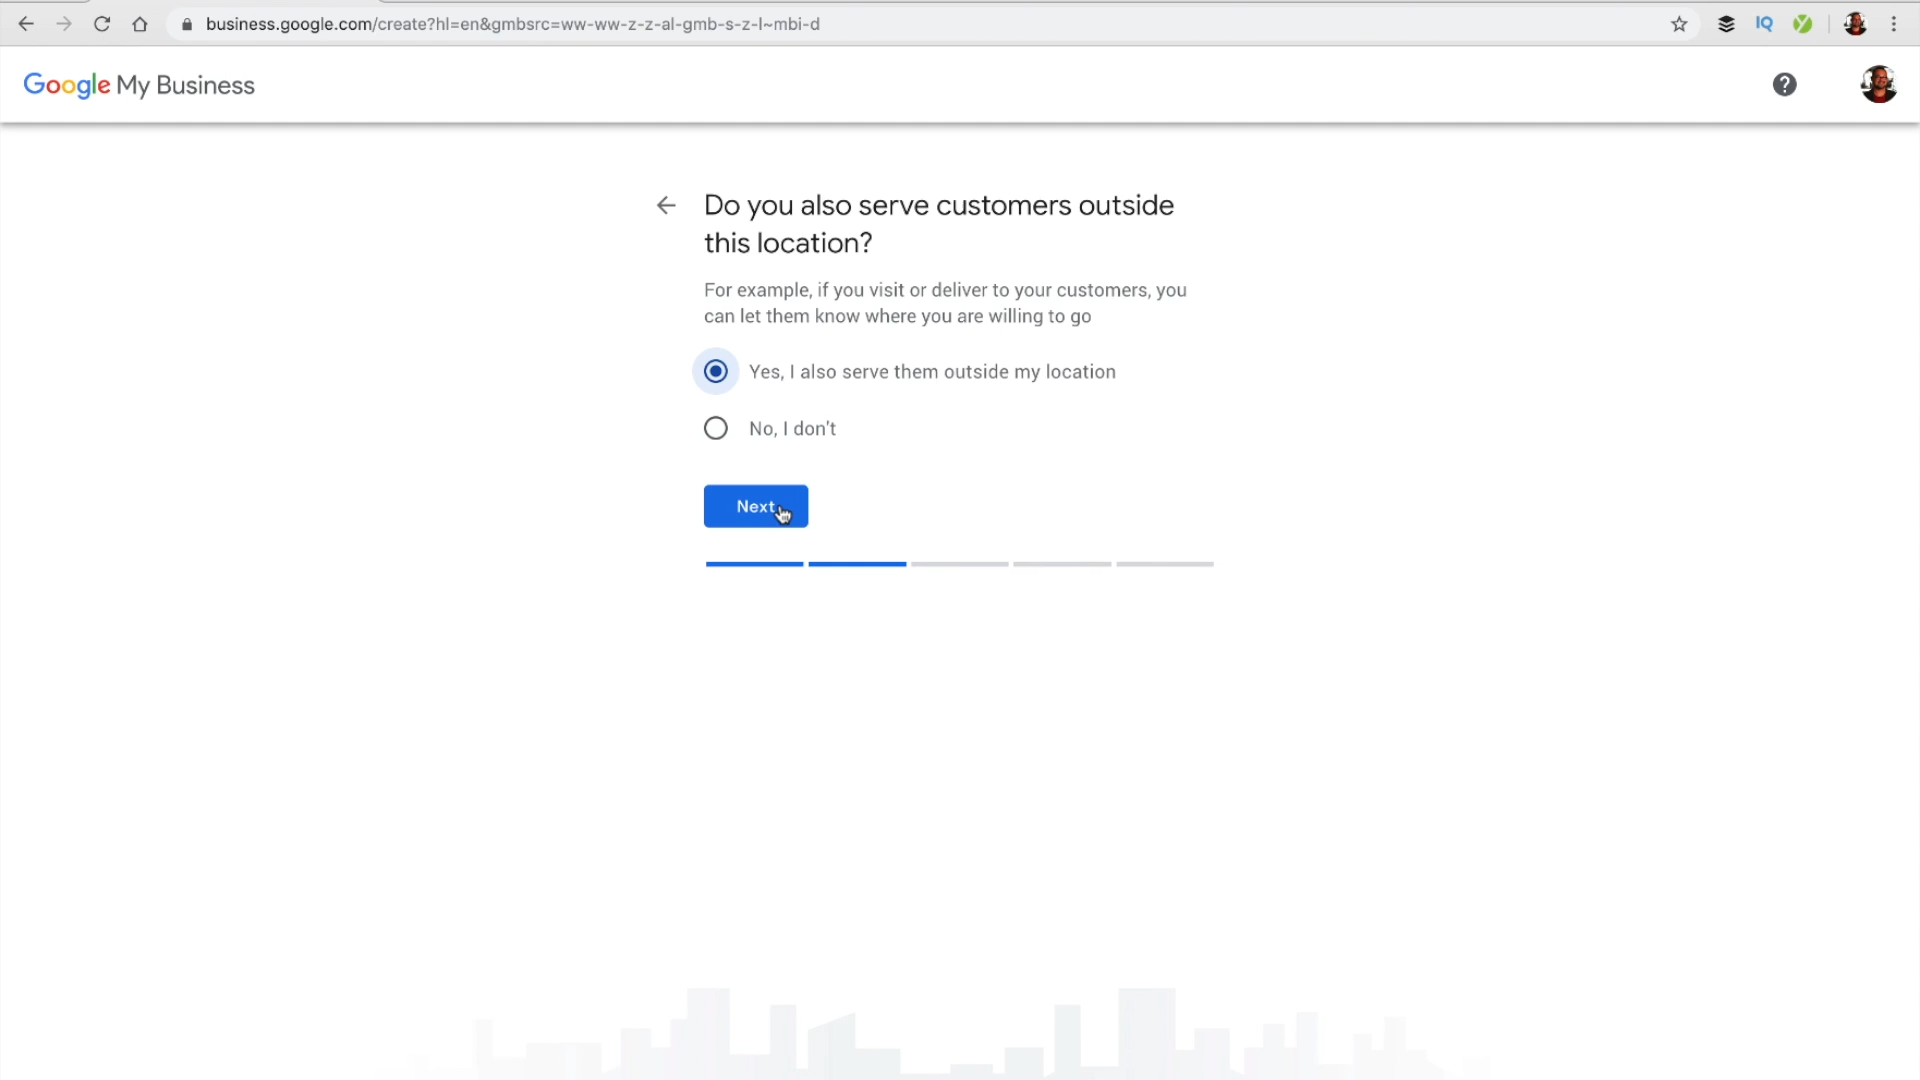 business.google.com/create?hl=en&gmbsrc=ww-ww-z-z-al-gmb-s-z-l~mbi-d
IQ
Google My Business
?
Do you also serve customers outside
this location?
For example, if you visit or deliver to your customers, you
can let them know where you are willing to go
Yes, I also serve them outside my location
No, I don't
Next